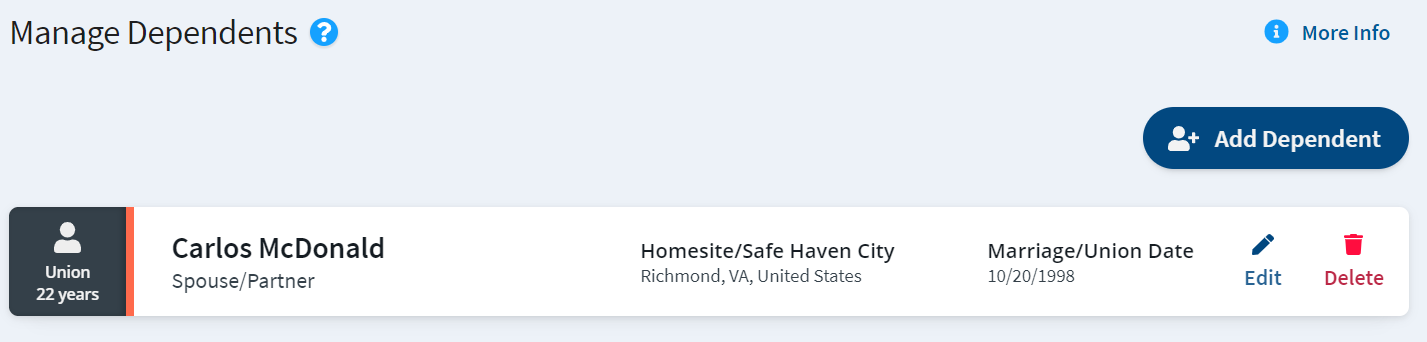 Manage Dependents ?
More Info
Add Dependent
Union
22 years
Carlos McDonald
Spouse/Partner
Homesite/Safe Haven City
Richmond, VA, United States
Marriage/Union Date
10/20/1998
Edit
Delete